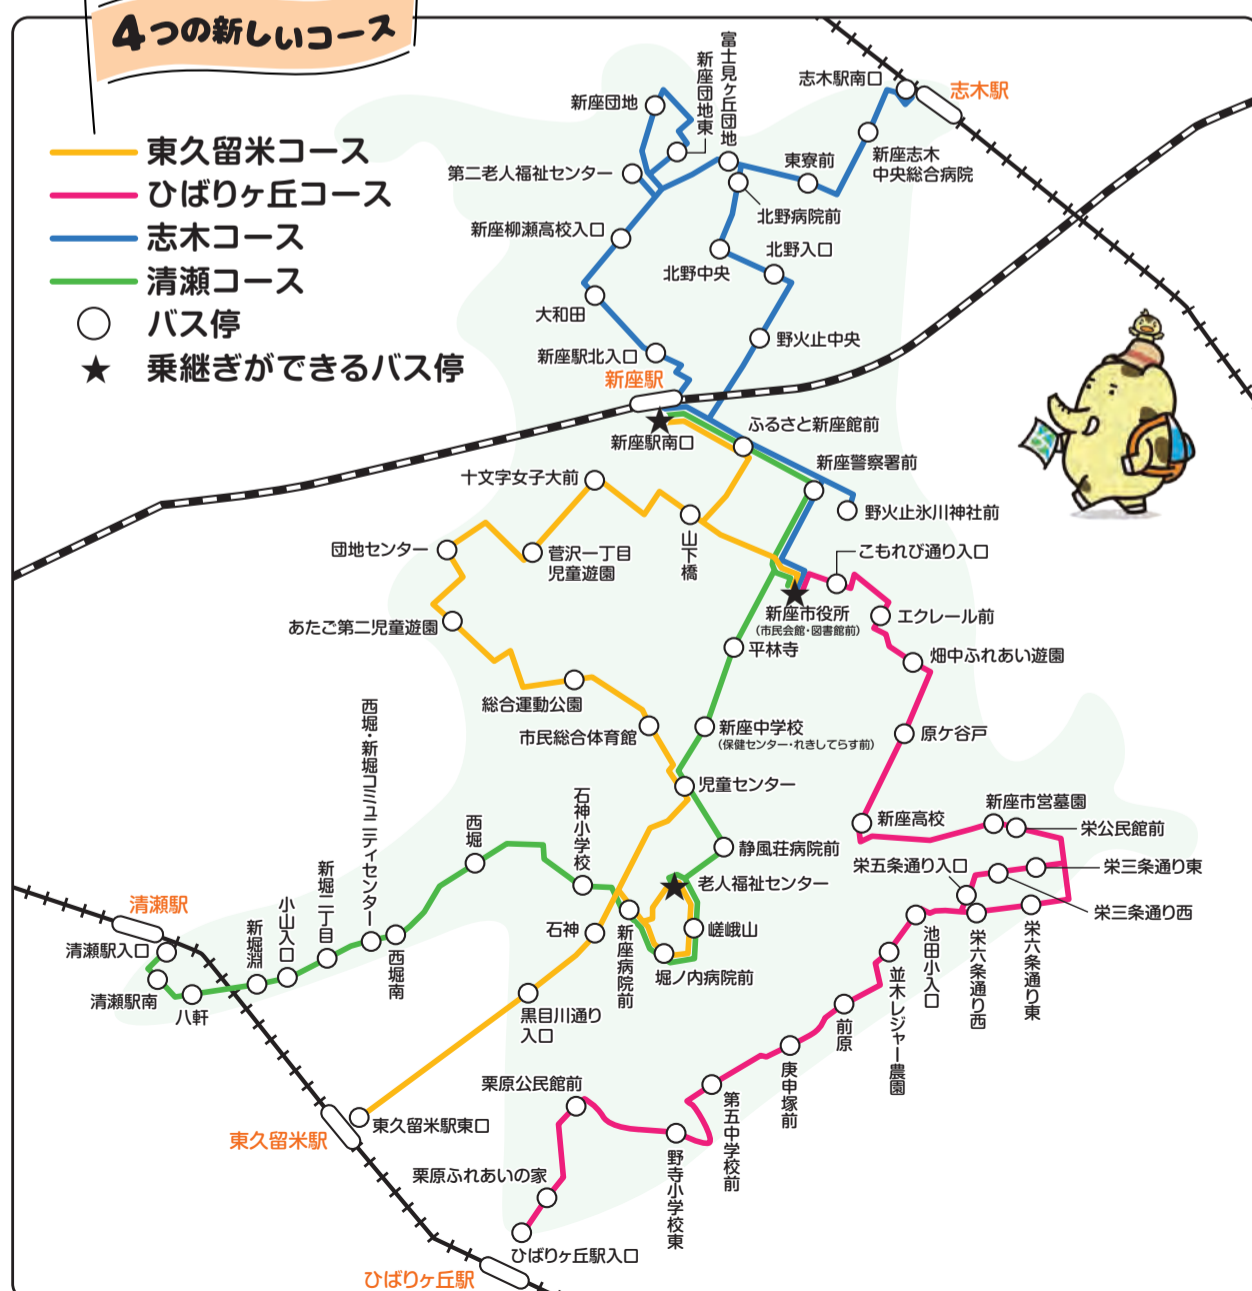 4つの新しいコース
東久留米コース
ひばりヶ丘コース
志木コース
清瀬コース
バス停
乗継ぎができるバス停
志木駅南口
志木駅
富士見ヶ丘団地
新座団地東
新座団地
第二老人福祉センター
東寮前
新座志木
中央総合病院
北野病院前
新座柳瀬高校入口
北野中央
北野入口
大和田
野火止中央
新座駅北入口
新座駅
新座駅南口
ふるさと新座館前
新座警察署前
野火止氷川神社前
十文字女子大前
山下橋
団地センター
菅沢一丁目
児童遊園
こもれび通り入口
新座市役所
(市民会館・図書館前)
エクレール前
あたご第二児童遊園
平林寺
畑中ふれあい遊園
総合運動公園
市民総合体育館
新座中学校
(保健センター・れきしてらす前)
原ケ谷戸
児童センター
新座高校
新座市営墓園
栄公民館前
栄五条通り入口
栄三条通り東
栄三条通り西
西堀・新堀コミュニティセンター
西堀
石神小学校
静風荘病院前
老人福祉センター
新堀二丁目
小山入口
新堀淵
清瀬駅
清瀬駅入口
清瀬駅南
八軒
西堀南
石神
新座病院前
嵯峨山
堀ノ内病院前
池田小入口
栄六条通り西
栄六条通り東
並木レジャー農園
前原
庚申塚前
黒目川通り
入口
東久留米駅東口
東久留米駅
栗原公民館前
第五中学校前
野寺小学校東
栗原ふれあいの家
ひばりヶ丘駅入口
ひばりヶ丘駅